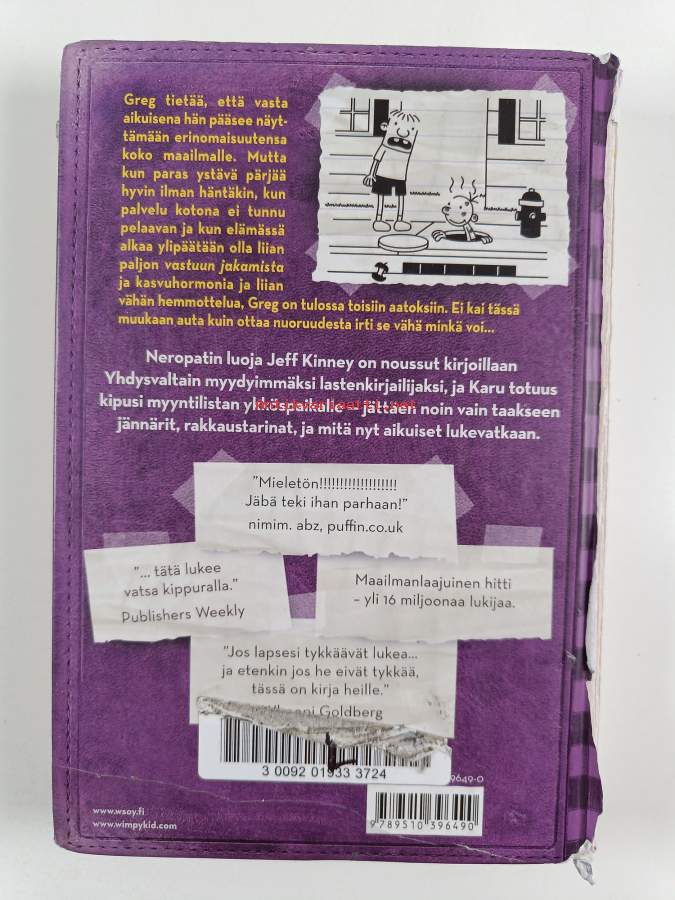 Greg tietää, että vasta
aikuisena hän pääsee näyt-
tämään erinomaisuutensa
koko maailmalle. Mutta
kun paras ystävä pärjää
hyvin ilman häntäkin, kun
palvelu kotona ei tunnu
pelaavan ja kun elämässä
alkaa ylipäätään olla liian
paljon vastuun jakamista
ja kasvuhormonia ja liian
vähän hemmottelua, Greg on tulossa toisiin aatoksiin. Ei kai tässä
muukaan auta kuin ottaa nuoruudesta irti se vähä minkä voi...
Neropatin luoja Jeff Kinney on noussut kirjoillaan
Yhdysvaltain myydyimmäksi lastenkirjailijaksi, ja Karu totuus
kipusi myyntilistan ykköspaikalle – jättäen noin vain taakseen
jännärit, rakkaustarinat, ja mitä nyt aikuiset lukevatkaan.
"Mieletön!!!!!!!!!!!!!!!!!!!
Jäbä teki ihan parhaan!"
nimim. abz, puffin.co.uk
"... tätä lukee
vatsa kippuralla."
Publishers Weekly
Maailmanlaajuinen hitti
– yli 16 miljoonaa lukijaa.
"Jos lapsesi tykkäävät lukea...
ja etenkin jos he eivät tykkää,
tässä on kirja heille."
Goldberg
3 0092 01933 3724
9649-0
www.wsoy.fi
www.wimpykid.com
9 789510 396490